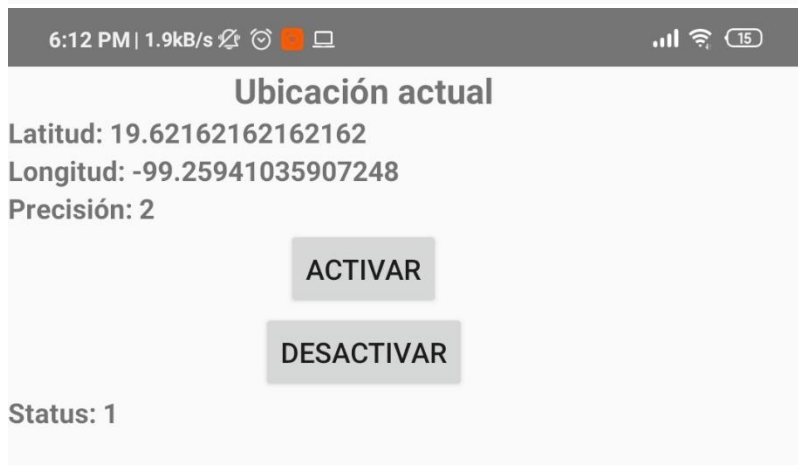 6:12 PM | 1.9kB/s 15
Ubicación actual
Latitud: 19.62162162162162
Longitud: -99.25941035907248
Precisión: 2
ACTIVAR
DESACTIVAR
Status: 1